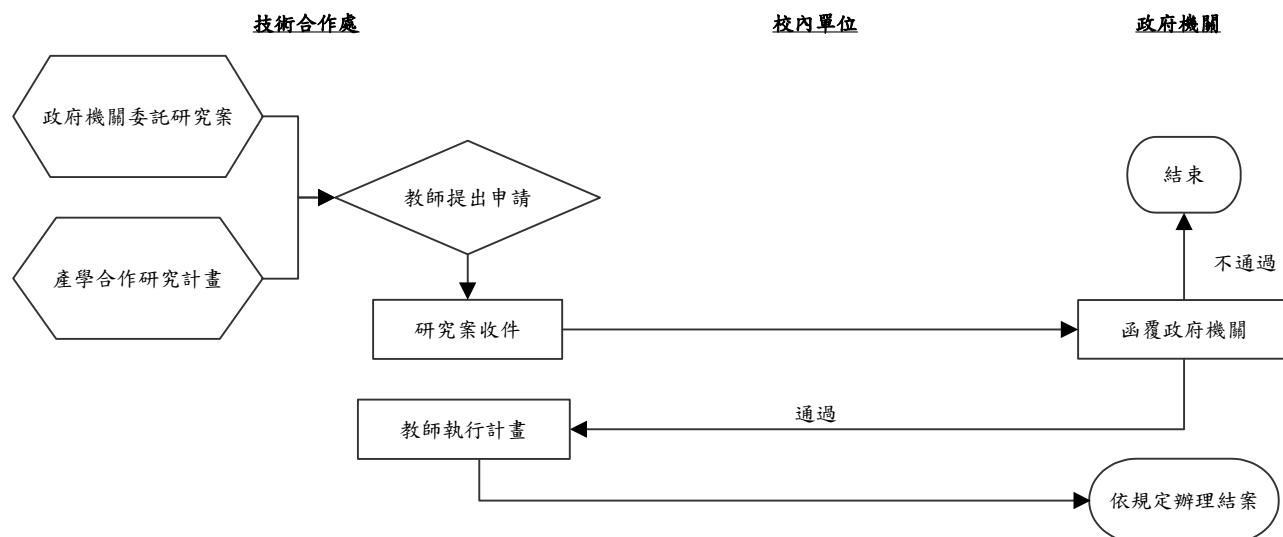 技術合作處
校內單位
政府機關
政府機關委託研究案
教師提出申請
結束
產學合作研究計畫
不通過
研究案收件
函覆政府機關
通過
教師執行計畫
依規定辦理結案